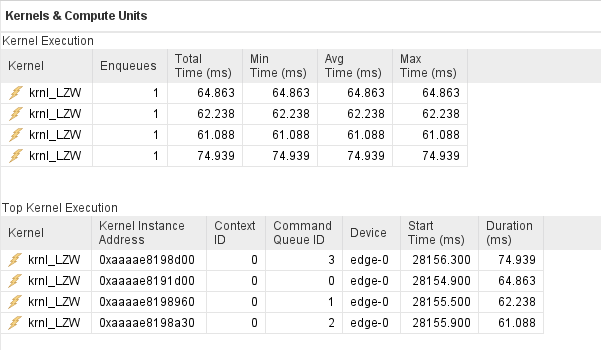 Kernels & Compute Units
Kernel Execution
Kernel Enqueues Total Time (ms) Min Time (ms) Avg Time (ms) Max Time (ms)
krnl_LZW 1 64.863 64.863 64.863 64.863
krnl_LZW 1 62.238 62.238 62.238 62.238
krnl_LZW 1 61.088 61.088 61.088 61.088
krnl_LZW 1 74.939 74.939 74.939 74.939
Top Kernel Execution
Kernel Kernel Instance Address Context ID Command Queue ID Device Start Time (ms) Duration (ms)
krnl_LZW 0xaaaae8198d00 0 3 edge-0 28156.300 74.939
krnl_LZW 0xaaaae8191d00 0 0 edge-0 28154.900 64.863
krnl_LZW 0xaaaae8198960 0 1 edge-0 28155.500 62.238
krnl_LZW 0xaaaae8198a30 0 2 edge-0 28155.900 61.088